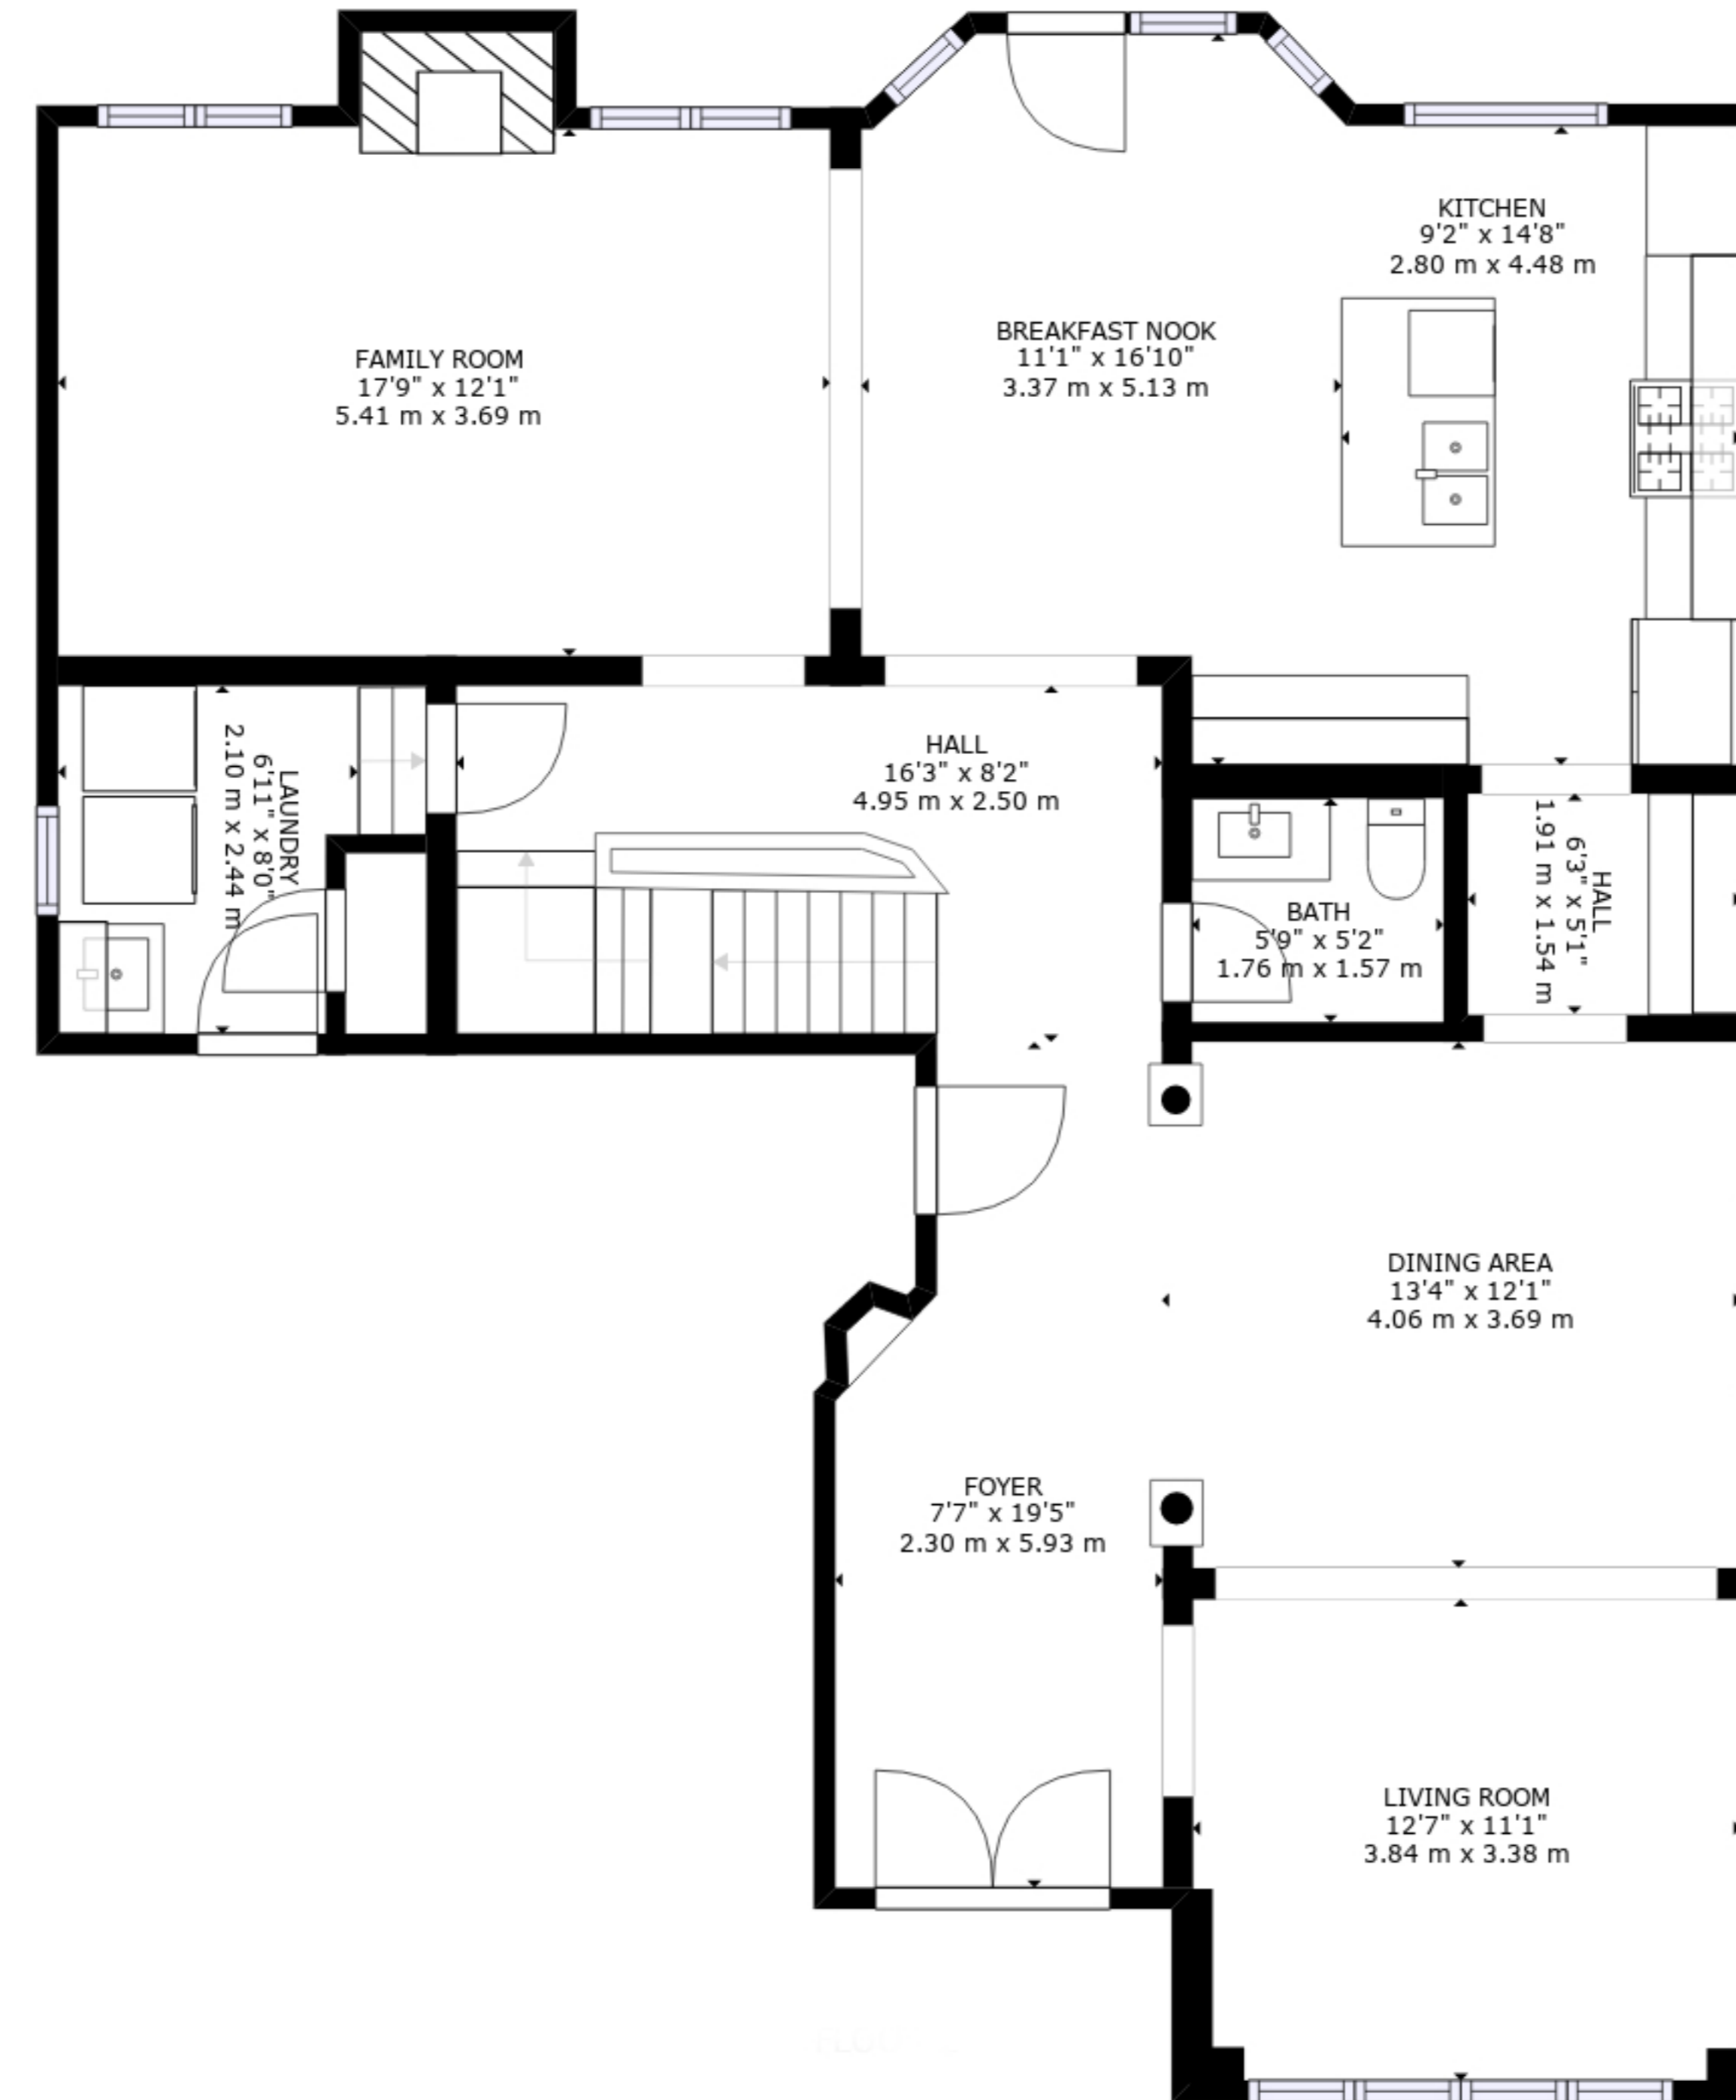 KITCHEN
9'2" x 14'8"
2.80 m x 4.48 m
BREAKFAST NOOK
11'1" x 16'10"
3.37 m x 5.13 m
FAMILY ROOM
17'9" x 12'1"
5.41 m x 3.69 m
LAUNDRY
6'11" x 8'0"
2.10 m x 2.44 m
HALL
16'3" x 8'2"
4.95 m x 2.50 m
BATH
5'9" x 5'2"
1.76 m x 1.57 m
HALL
6'3" x 5'1"
1.91 m x 1.54 m
DINING AREA
13'4" x 12'1"
4.06 m x 3.69 m
FOYER
7'7" x 19'5"
2.30 m x 5.93 m
LIVING ROOM
12'7" x 11'1"
3.84 m x 3.38 m